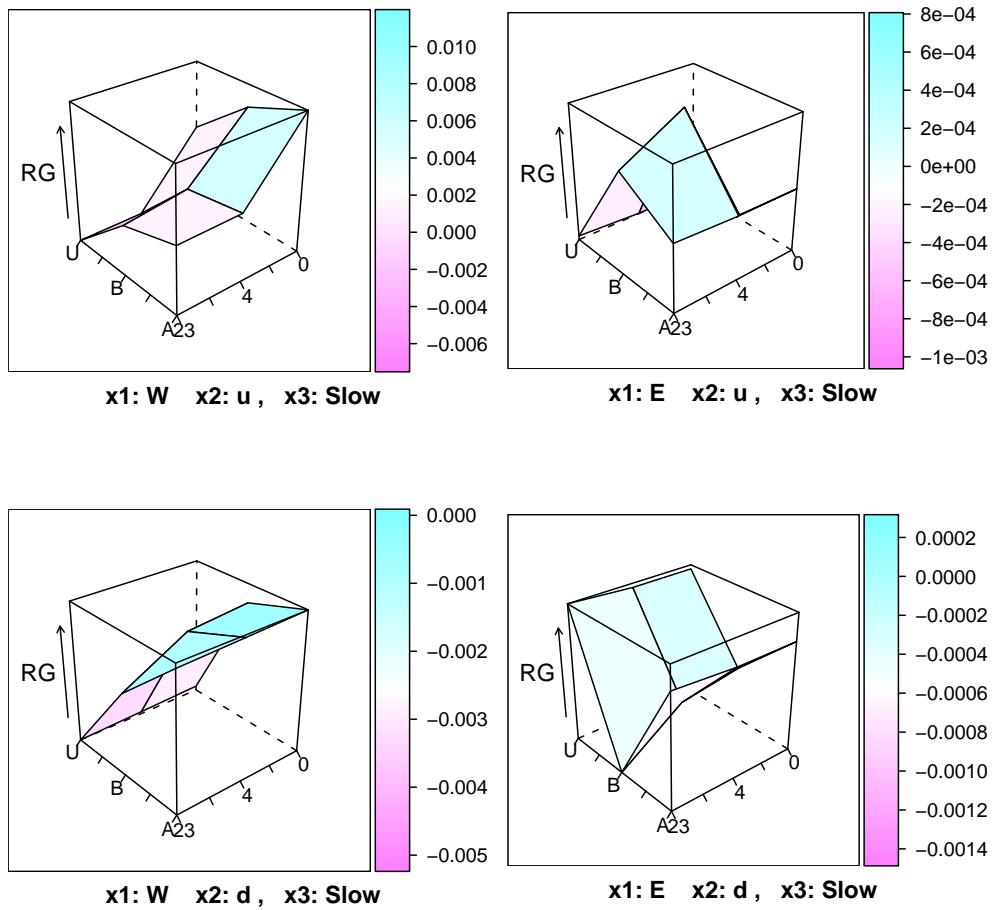 RG
U
B
A23
4
0
0.010
0.008
0.006
0.004
0.002
0.000
−0.002
−0.004
−0.006
x1: W x2: u , x3: Slow
RG
U
B
A23
4
0
8e−04
6e−04
4e−04
2e−04
0e+00
−2e−04
−4e−04
−6e−04
−8e−04
−1e−03
x1: E x2: u , x3: Slow
RG
U
B
A23
4
0
0.000
−0.001
−0.002
−0.003
−0.004
−0.005
x1: W x2: d , x3: Slow
RG
U
B
A23
4
0
0.0002
0.0000
−0.0002
−0.0004
−0.0006
−0.0008
−0.0010
−0.0012
−0.0014
x1: E x2: d , x3: Slow